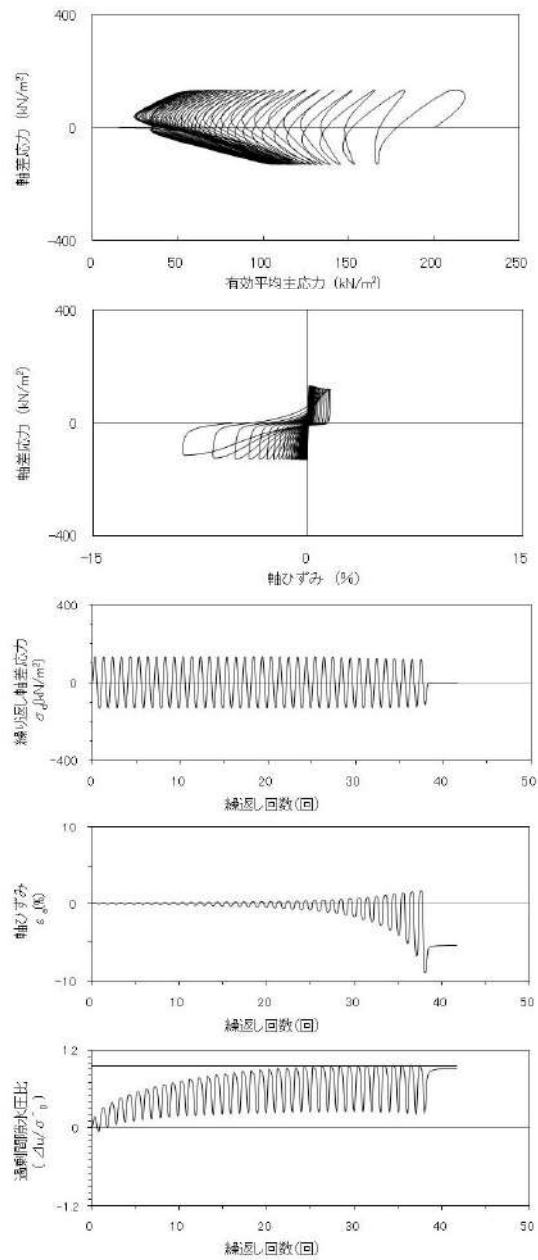 400
0
-400
軸差応力 (kN/m²)
0 50 100 150 200 250
有効平均主応力 (kN/m²)
400
0
-400
軸差応力 (kN/m²)
-15 0 15
軸ひずみ (%)
400
0
-400
繰り返し軸差応力
σd(kN/m²)
0 10 20 30 40 50
繰返し回数(回)
10
0
-10
軸ひずみ
εa(%)
0 10 20 30 40 50
繰返し回数(回)
1.2
0
-1.2
過剰間隙水圧比
(Δu/σ'0)
0 10 20 30 40 50
繰返し回数(回)